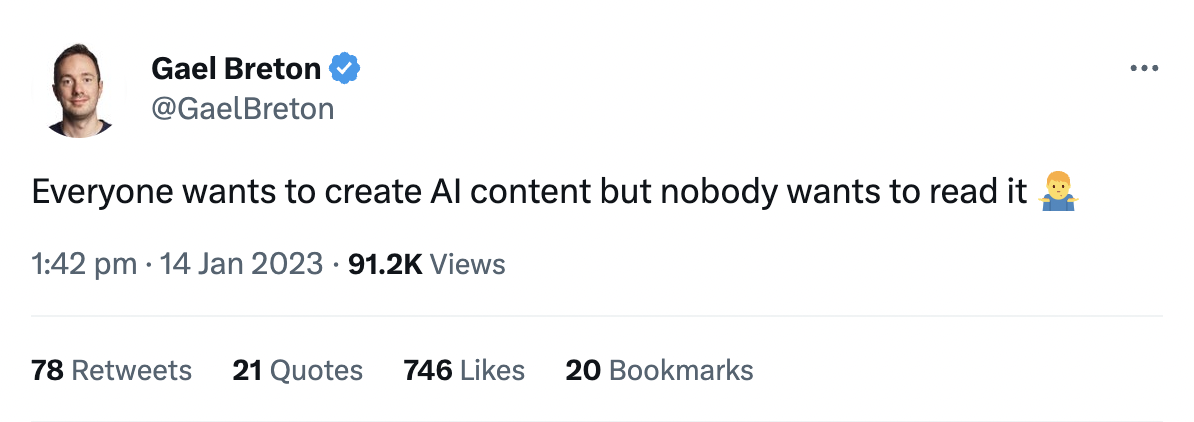 Gael Breton
@GaelBreton
Everyone wants to create AI content but nobody wants to read it 🤷‍♂️
1:42 pm · 14 Jan 2023 · 91.2K Views
78 Retweets 21 Quotes 746 Likes 20 Bookmarks